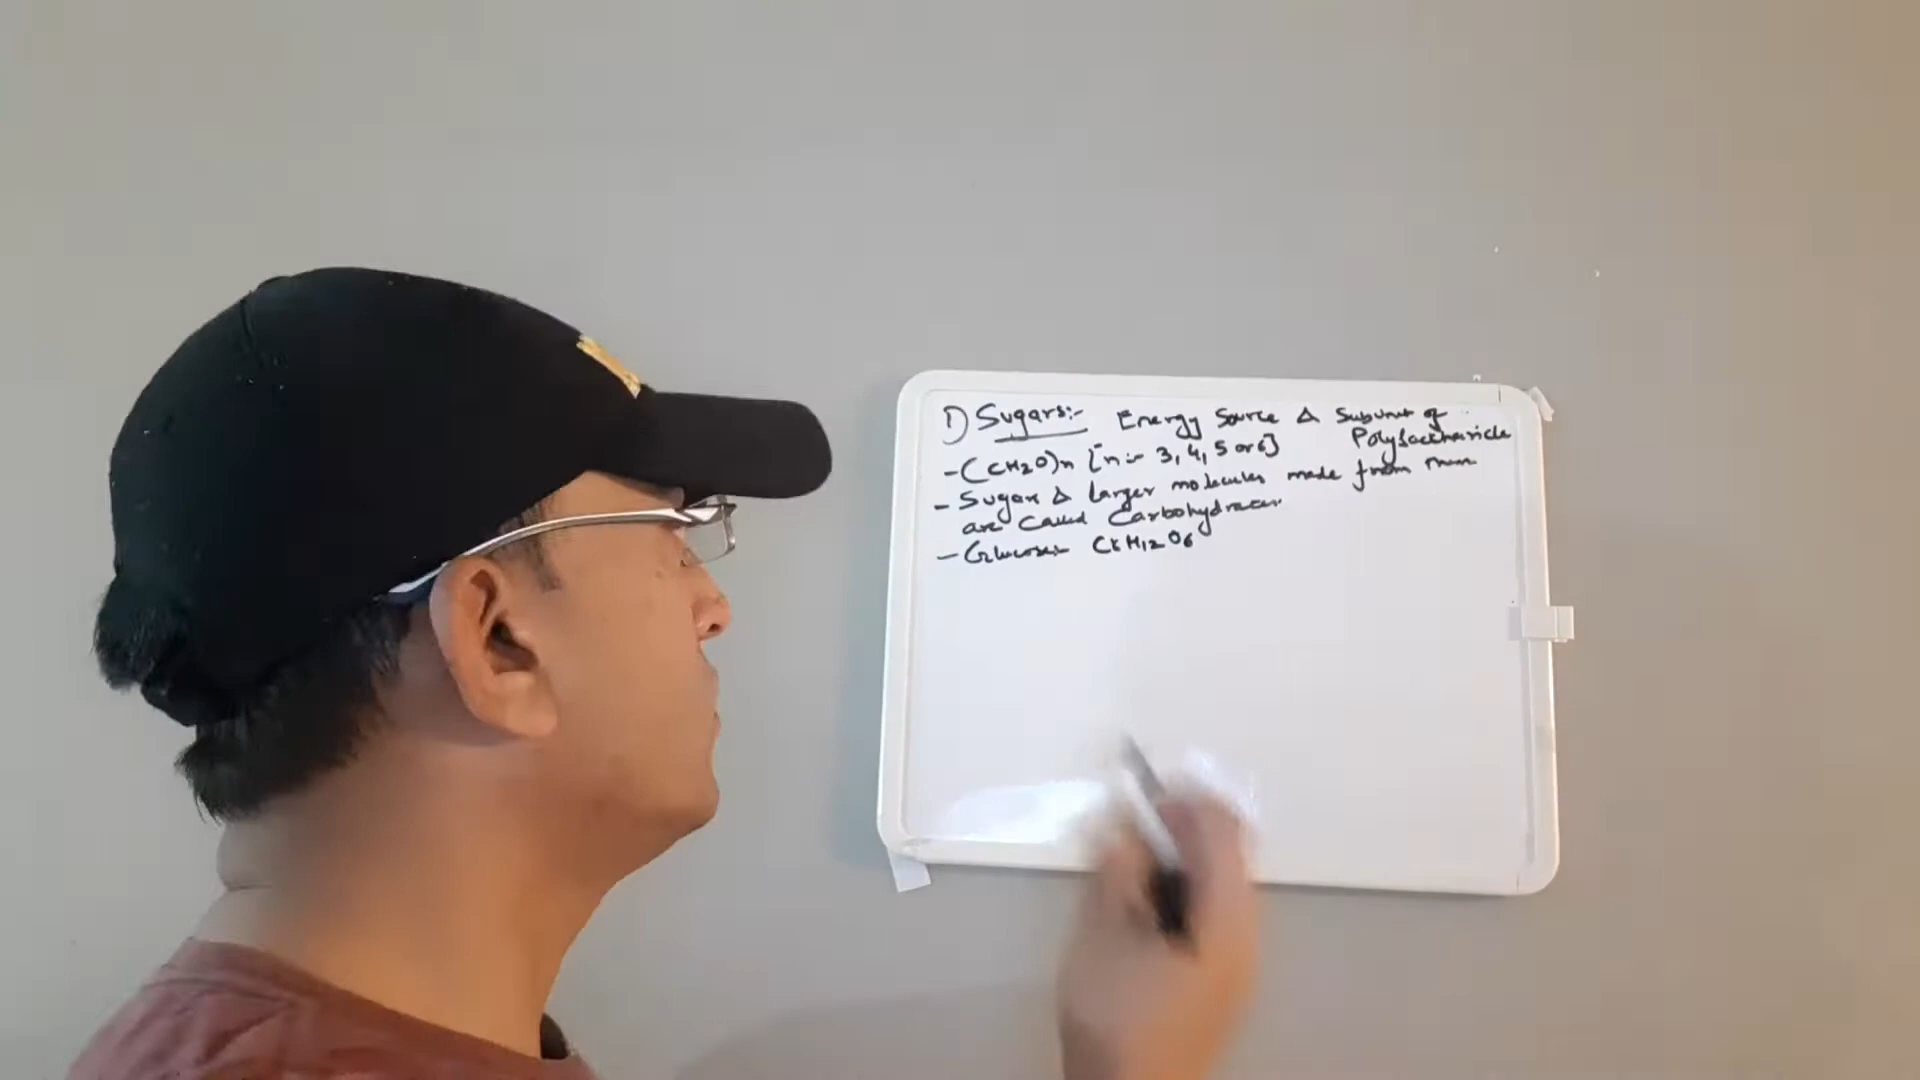 1) Sugars:- Energy Source & Subunit of
Polysaccharide
- (CH2O)n [n:- 3, 4, 5 or 6]
- Sugar & larger molecules made from them
are called Carbohydrates
- Glucose:- C6H12O6